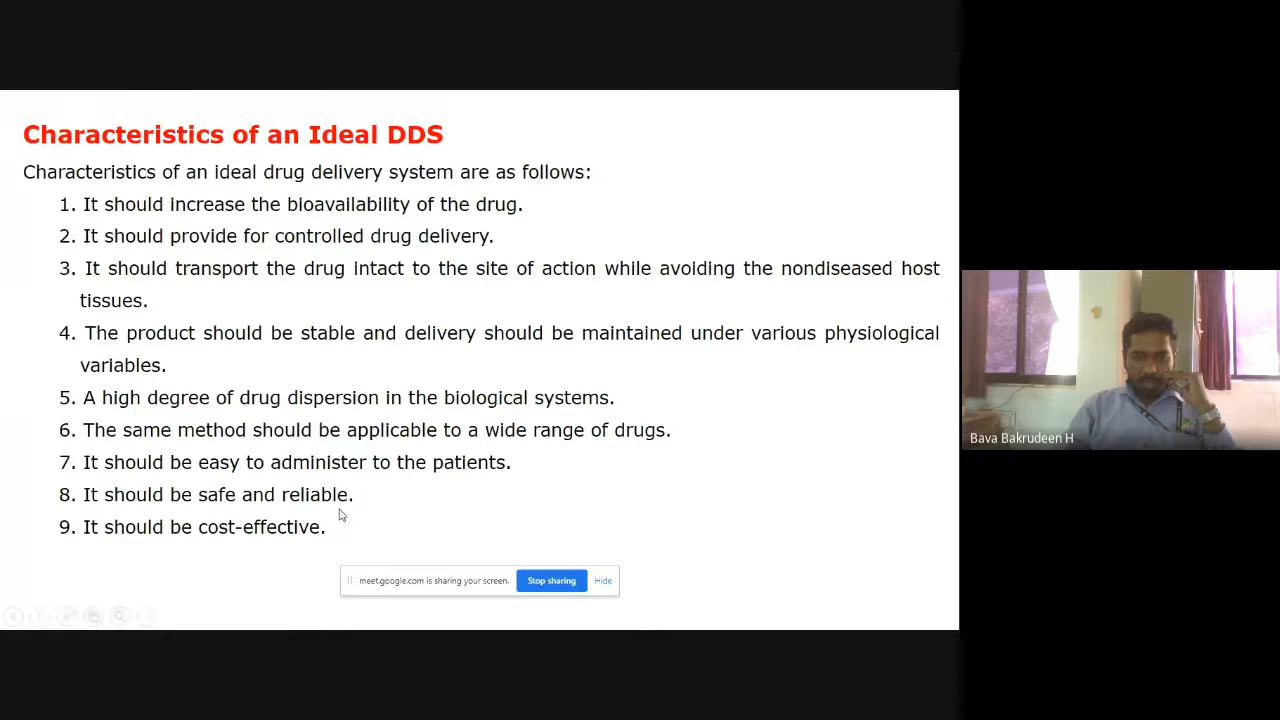 Characteristics of an Ideal DDS
Characteristics of an ideal drug delivery system are as follows:
1. It should increase the bioavailability of the drug.
2. It should provide for controlled drug delivery.
3. It should transport the drug intact to the site of action while avoiding the nondiseased host
tissues.
4. The product should be stable and delivery should be maintained under various physiological
variables.
5. A high degree of drug dispersion in the biological systems.
6. The same method should be applicable to a wide range of drugs.
7. It should be easy to administer to the patients.
8. It should be safe and reliable.
9. It should be cost-effective.
meet.google.com is sharing your screen.
Stop sharing
Hide
Bava Bakrudeen H